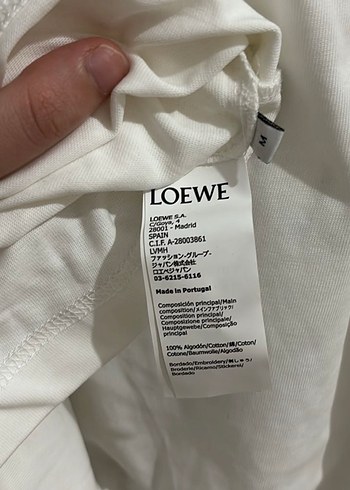 M
LOEWE
LOEWE S.A.
C/Goya, 4
28001 - Madrid
SPAIN
C.I.F. A-28003861
LVMH
ファッション・グループ・
ジャパン株式会社
ロエベジャパン
03-6215-6116
Made in Portugal
Composición principal/Main
composition/メインファブリック/
Composition principal/
Composizione principale/
Hauptgewebe/Composição
principal
100% Algodón/Cotton/綿/Coton/
Cotone/Baumwolle/Algodão
Bordado/Embroidery/刺しゅう/
Broderie/Ricamo/Stickerei/
Bordado